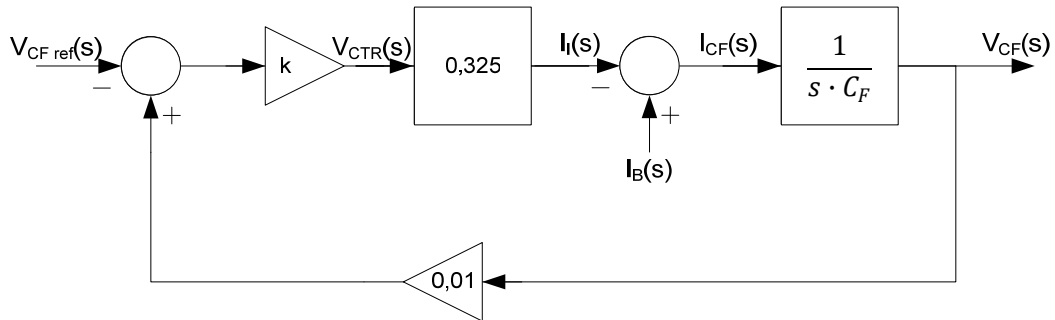 V_CF ref(s)
−
+
k
V_CTR(s)
0,325
I_I(s)
−
+
I_B(s)
I_CF(s)
1
s · C_F
V_CF(s)
0,01